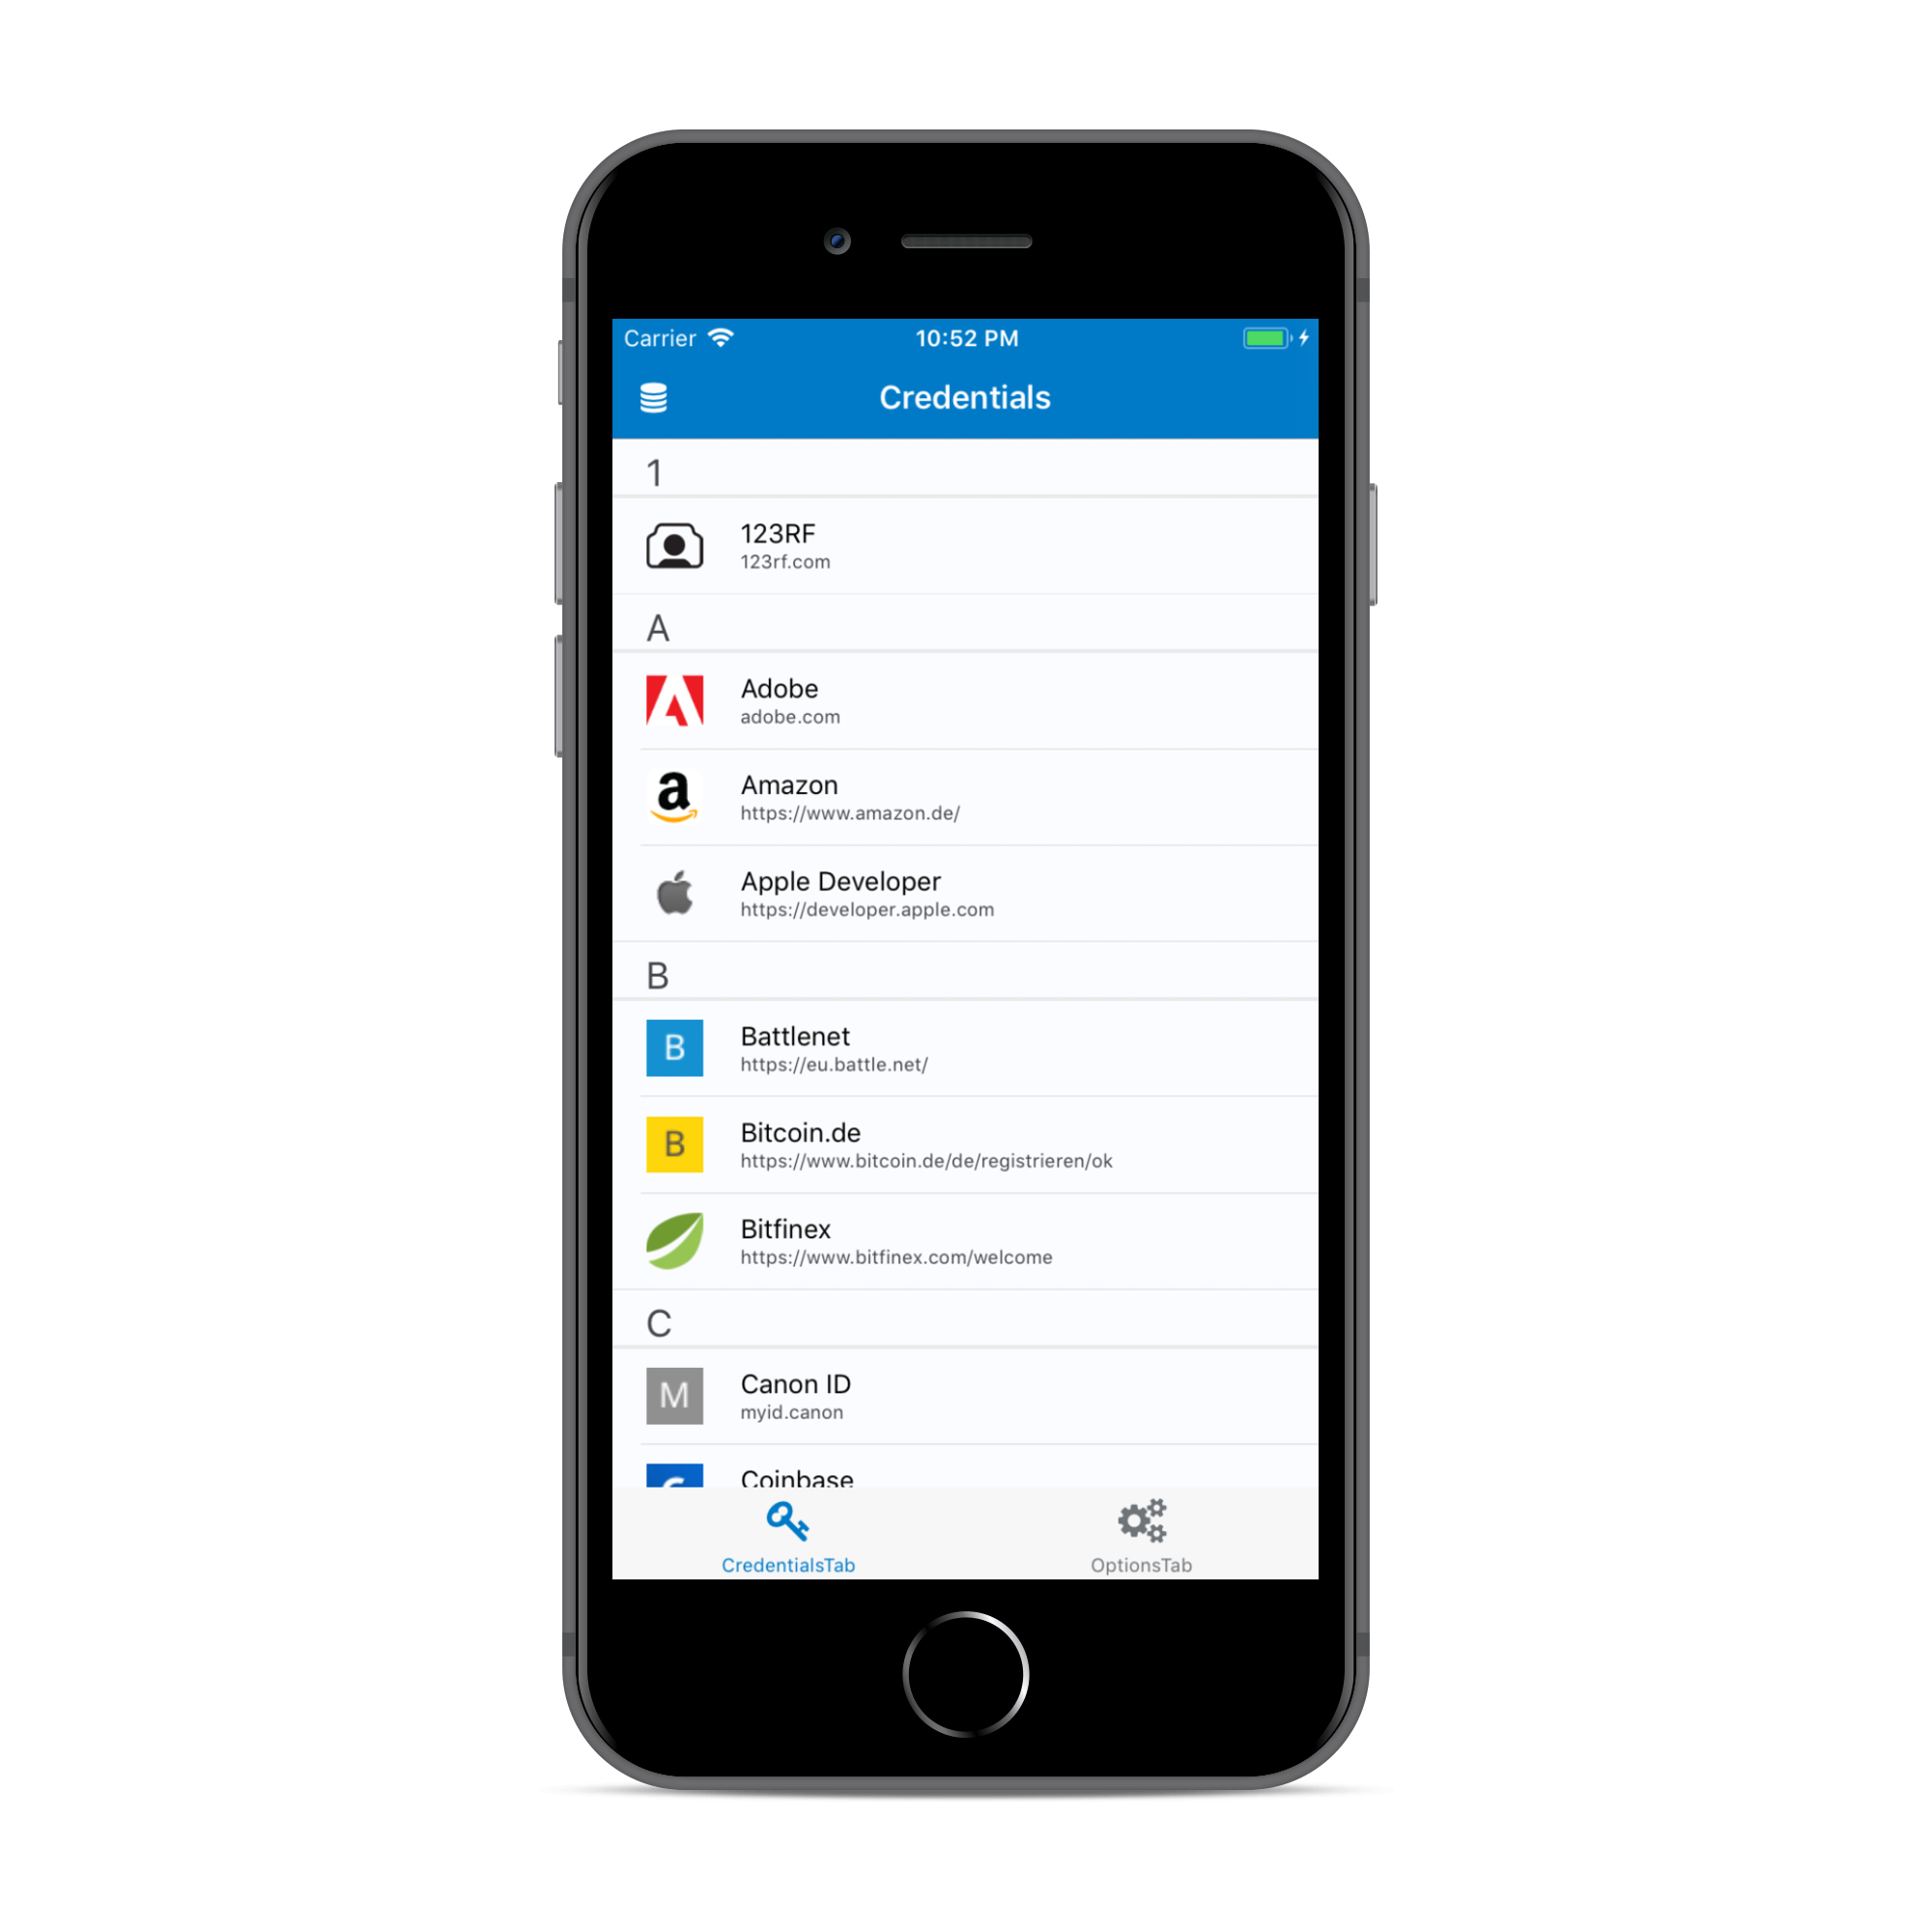 Carrier 10:52 PM
Credentials
1
123RF
123rf.com
A
Adobe
adobe.com
a
Amazon
https://www.amazon.de/
Apple Developer
https://developer.apple.com
B
B
Battlenet
https://eu.battle.net/
B
Bitcoin.de
https://www.bitcoin.de/de/registrieren/ok
Bitfinex
https://www.bitfinex.com/welcome
C
M
Canon ID
myid.canon
Coinbase
CredentialsTab OptionsTab